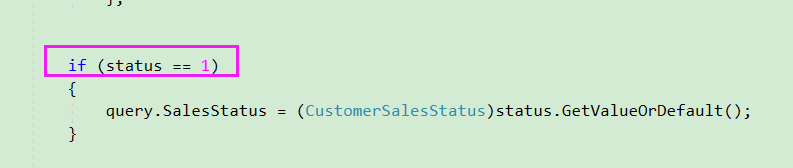 };
if (status == 1)
{
query.SalesStatus = (CustomerSalesStatus)status.GetValueOrDefault();
}